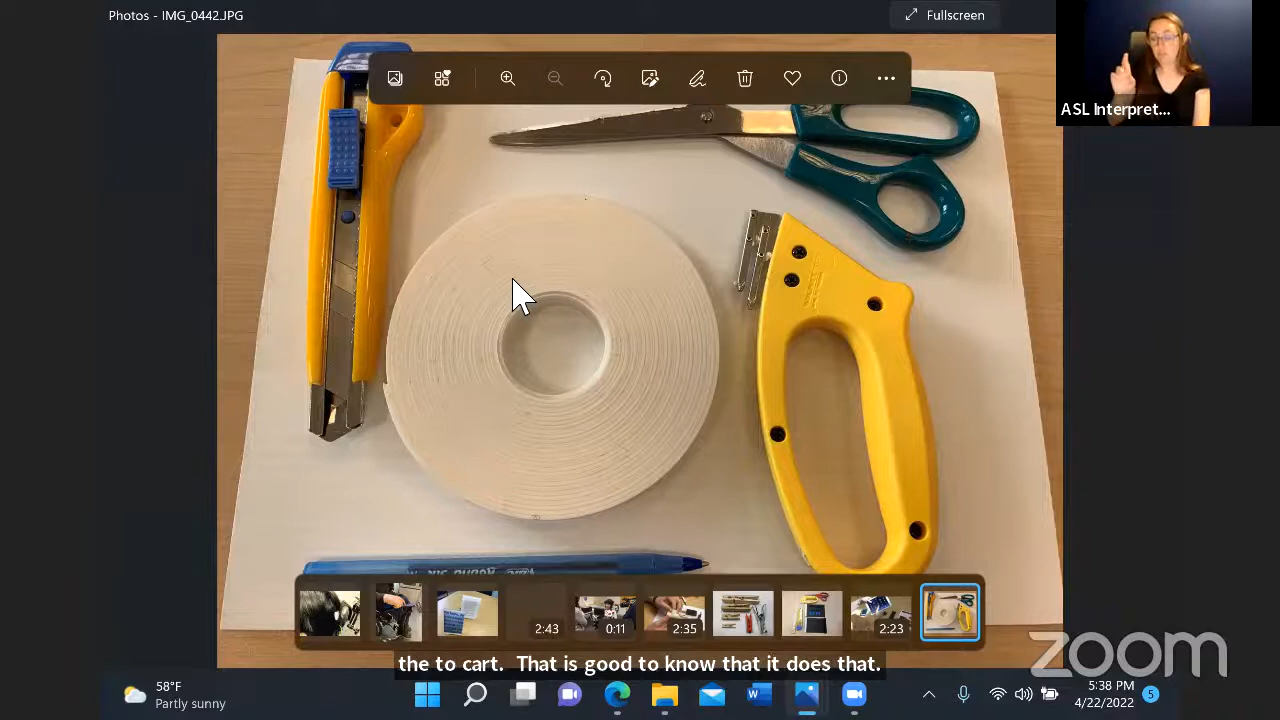 Photos - IMG_0442.JPG
Fullscreen
ASL Interpret...
2:43
0:11
2:35
2:23
the to cart. That is good to know that it does that.
zoom
58°F
Partly sunny
5:38 PM
4/22/2022
5